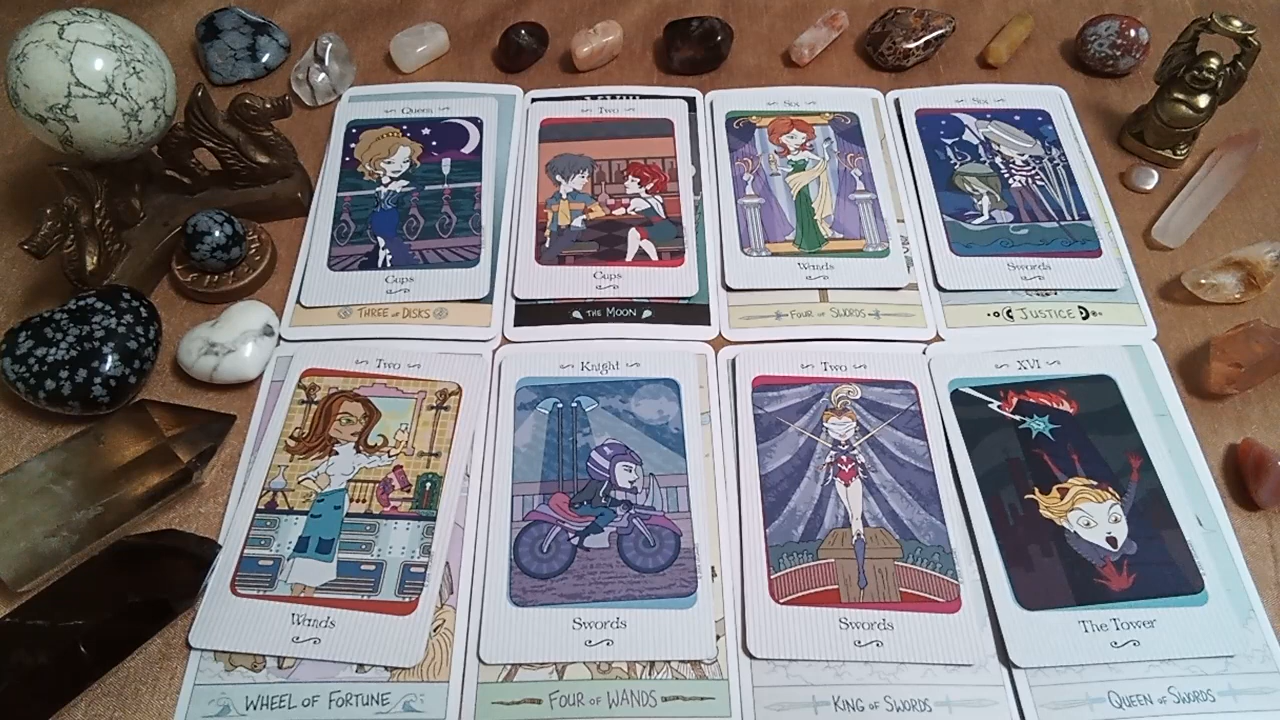 Queen
Cups
THREE of DISKS
Two
Cups
THE MOON
Six
Wands
FOUR of SWORDS
Six
Swords
JUSTICE
Two
Wands
WHEEL OF FORTUNE
Knight
Swords
FOUR OF WANDS
Two
Swords
KING OF SWORDS
XVI
The Tower
QUEEN OF SWORDS